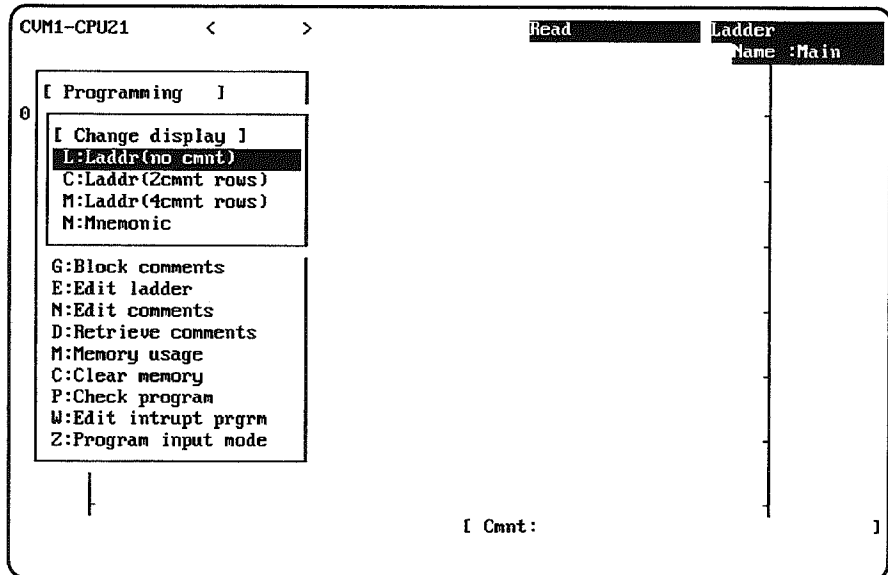 CVM1-CPU21 < > Read Ladder
Name :Main
[ Programming ]
0
[ Change display ]
L:Laddr(no cmnt)
C:Laddr(2cmnt rows)
M:Laddr(4cmnt rows)
N:Mnemonic
G:Block comments
E:Edit ladder
N:Edit comments
D:Retrieve comments
M:Memory usage
C:Clear memory
P:Check program
W:Edit intrupt prgrm
Z:Program input mode
[ Cmnt: ]